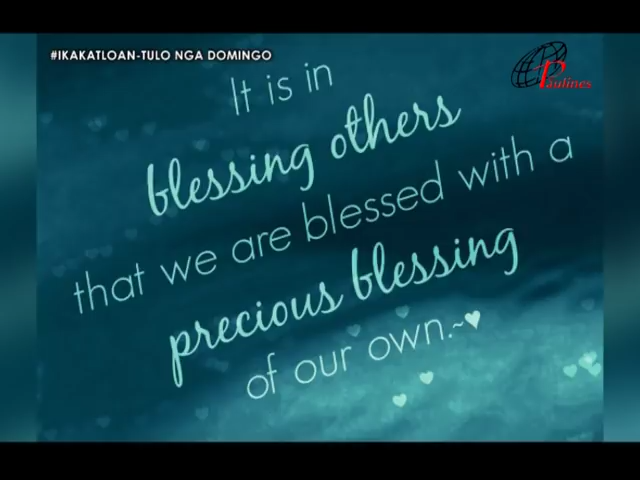 #IKAKATLOAN-TULO NGA DOMINGO
Paulines
It is in
blessing others
that we are blessed with a
precious blessing
of our own.~♥